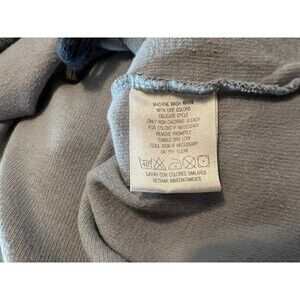 MACHINE WASH WARM
WITH LIKE COLORS
DELICATE CYCLE
ONLY NON CHLORINE BLEACH
FOR COLORS IF NECESSARY
REMOVE PROMPTLY
TUMBLE DRY LOW
COOL IRON IF NECESSARY
OR DRY CLEAN
LAVAR CON COLORES SIMILARES
RETIRAR INMEDIATAMENTE